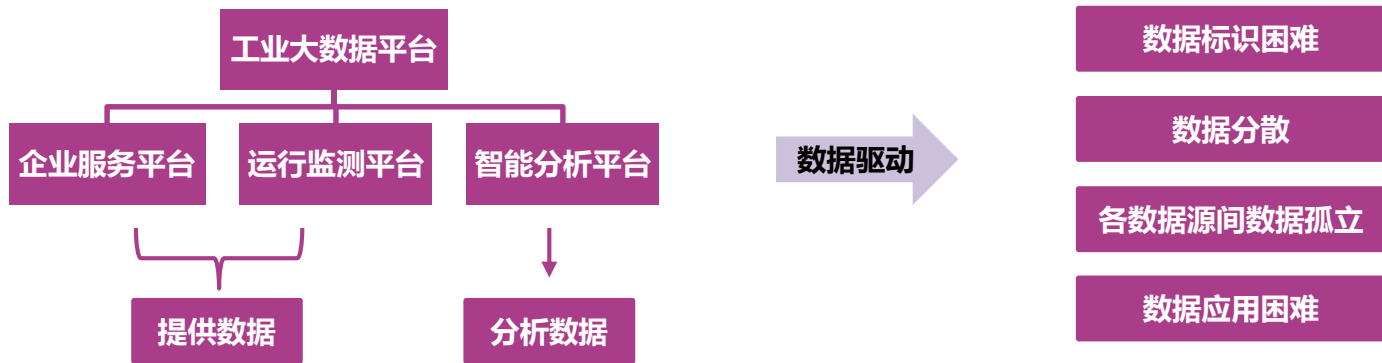 工业大数据平台
企业服务平台
运行监测平台
智能分析平台
提供数据
分析数据
数据驱动
数据标识困难
数据分散
各数据源间数据孤立
数据应用困难